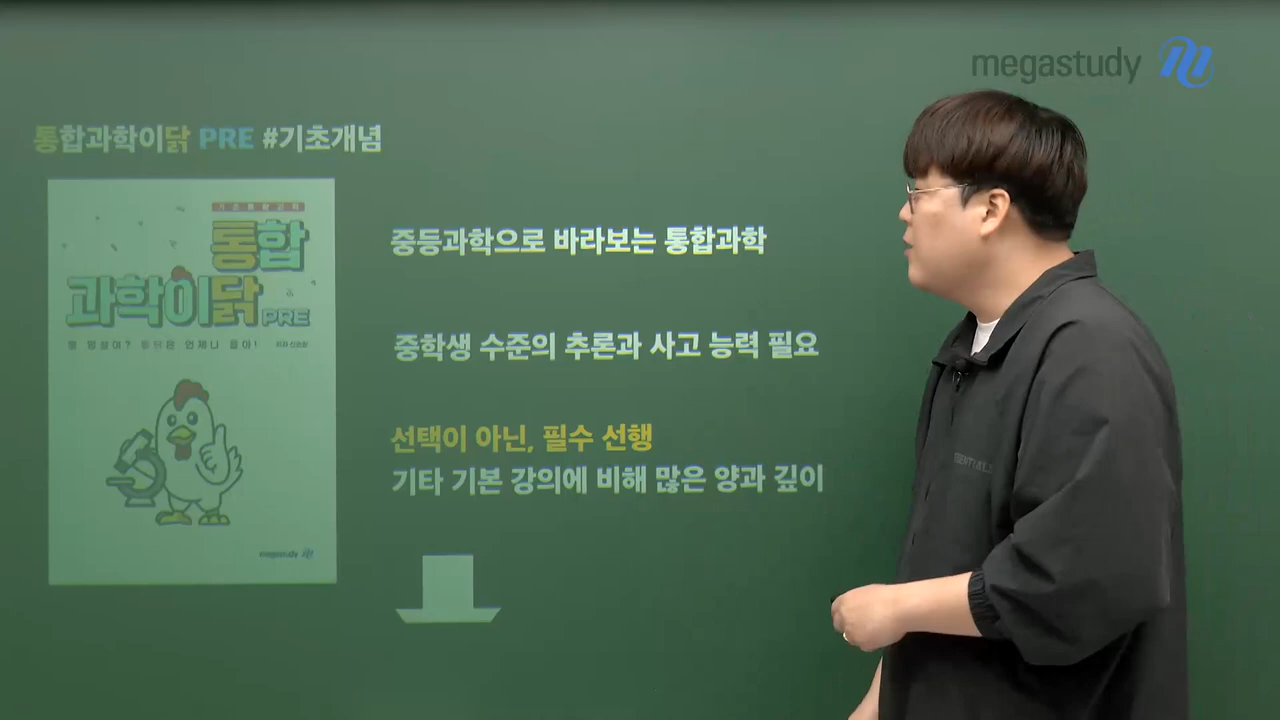 megastudy
통합과학이닭 PRE #기초개념
통합
과학이닭 PRE
중등과학으로 바라보는 통합과학
중학생 수준의 추론과 사고 능력 필요
선택이 아닌, 필수 선행
기타 기본 강의에 비해 많은 양과 깊이
megastudy